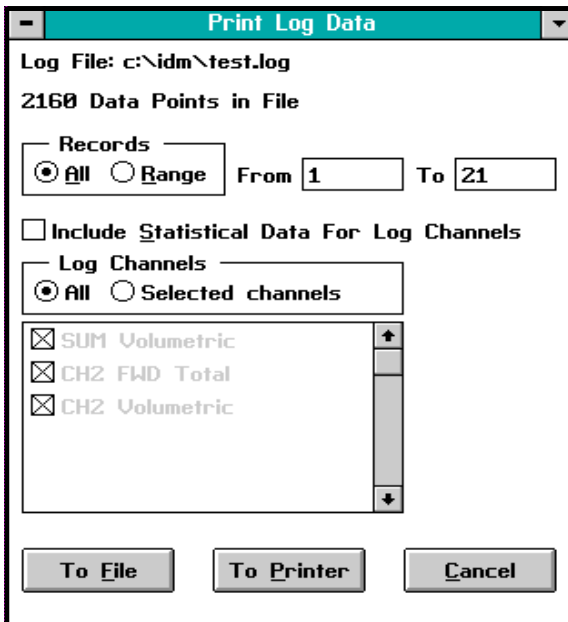 Print Log Data
Log File: c:\idm\test.log
2160 Data Points in File
Records
All Range From 1 To 21
Include Statistical Data For Log Channels
Log Channels
All Selected channels
SUM Volumetric
CH2 FWD Total
CH2 Volumetric
To File To Printer Cancel